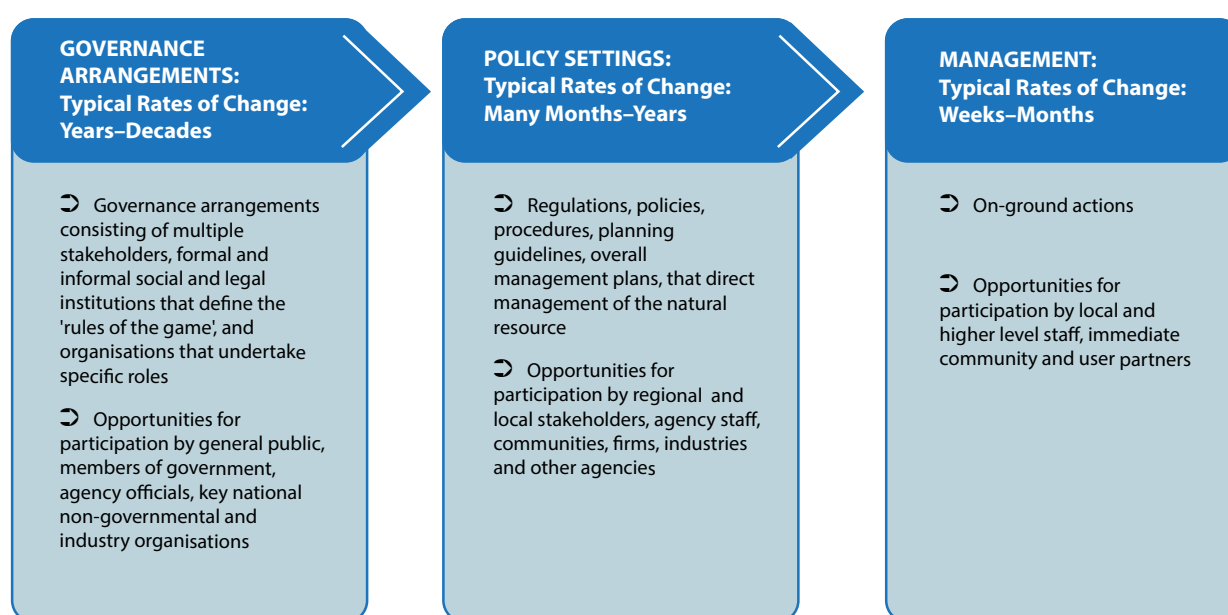 GOVERNANCE
ARRANGEMENTS:
Typical Rates of Change:
Years–Decades
➲ Governance arrangements
consisting of multiple
stakeholders, formal and
informal social and legal
institutions that define the
'rules of the game', and
organisations that undertake
specific roles
➲ Opportunities for
participation by general public,
members of government,
agency officials, key national
non-governmental and
industry organisations
POLICY SETTINGS:
Typical Rates of Change:
Many Months–Years
➲ Regulations, policies,
procedures, planning
guidelines, overall
management plans, that direct
management of the natural
resource
➲ Opportunities for
participation by regional and
local stakeholders, agency staff,
communities, firms, industries
and other agencies
MANAGEMENT:
Typical Rates of Change:
Weeks–Months
➲ On-ground actions
➲ Opportunities for
participation by local and
higher level staff, immediate
community and user partners